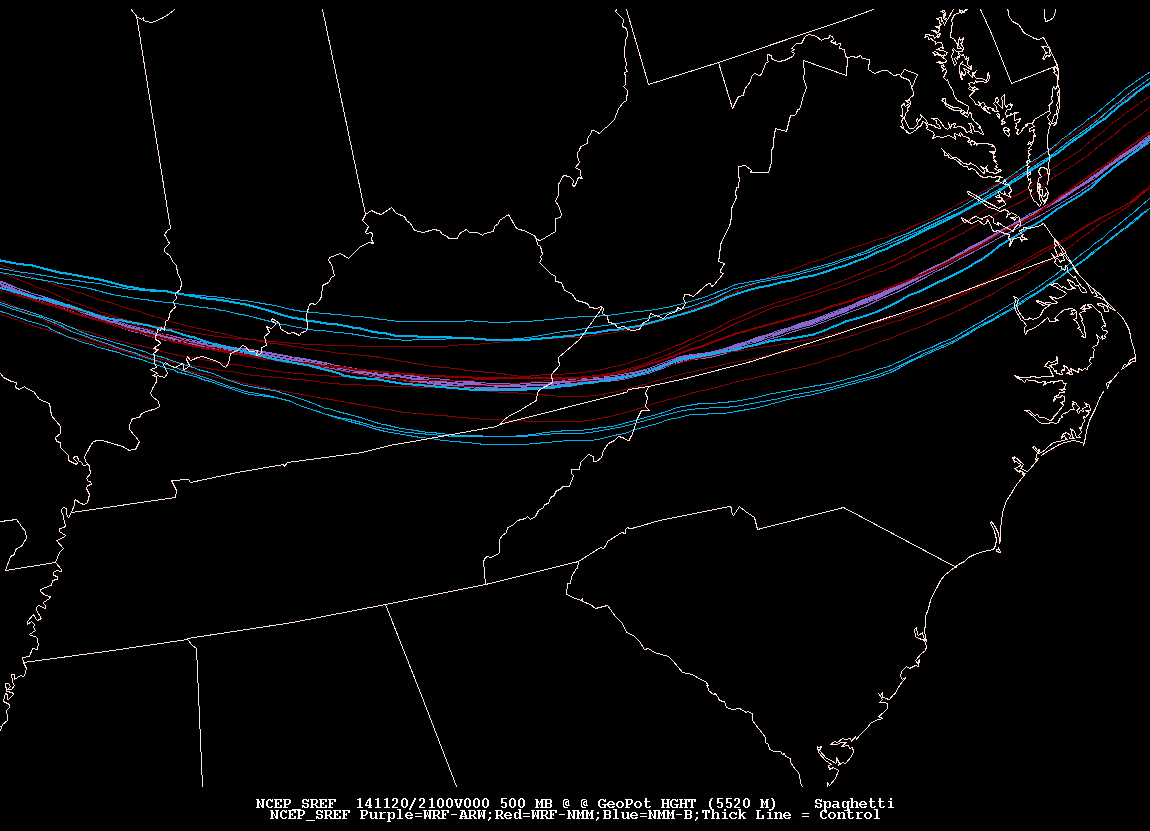 NCEP_SREF 141120/2100V000 500 MB @ @ GeoPot HGHT (5520 M) Spaghetti
NCEP_SREF Purple=WRF-ARW;Red=WRF-NMM;Blue=NMM-B;Thick Line = Control